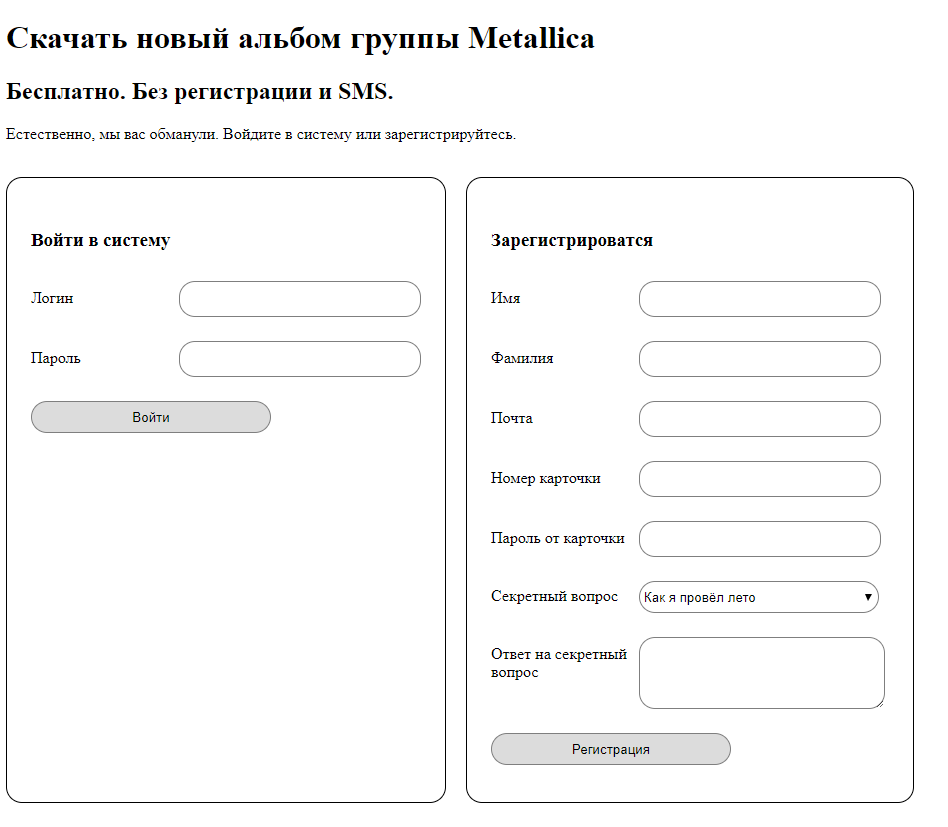 Скачать новый альбом группы Metallica
Бесплатно. Без регистрации и SMS.
Естественно, мы вас обманули. Войдите в систему или зарегистрируйтесь.
Войти в систему
Логин
Пароль
Войти
Зарегистрироватся
Имя
Фамилия
Почта
Номер карточки
Пароль от карточки
Секретный вопрос
Как я провёл лето
Ответ на секретный
вопрос
Регистрация